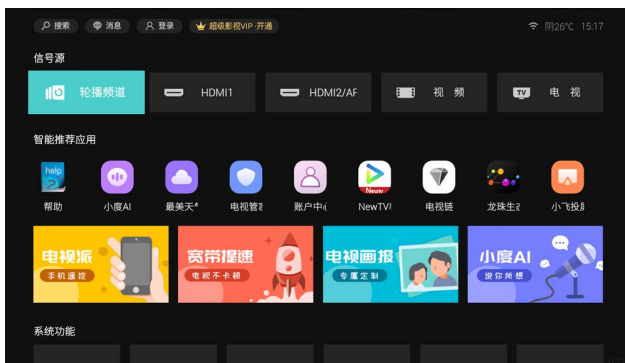 搜索 消息 登录 超级影视VIP·开通 阴26°C 15:17
信号源
轮播频道 HDMI1 HDMI2/AF 视 频 TV 电 视
智能推荐应用
help
Neuuv
帮助 小度AI 最美天 电视管 账户中 NewTV 电视链 龙珠生 小飞投
电视派 宽带提速 电视画报 小度AI
手机遥控 电视不卡顿 专属定制 说你所想
系统功能